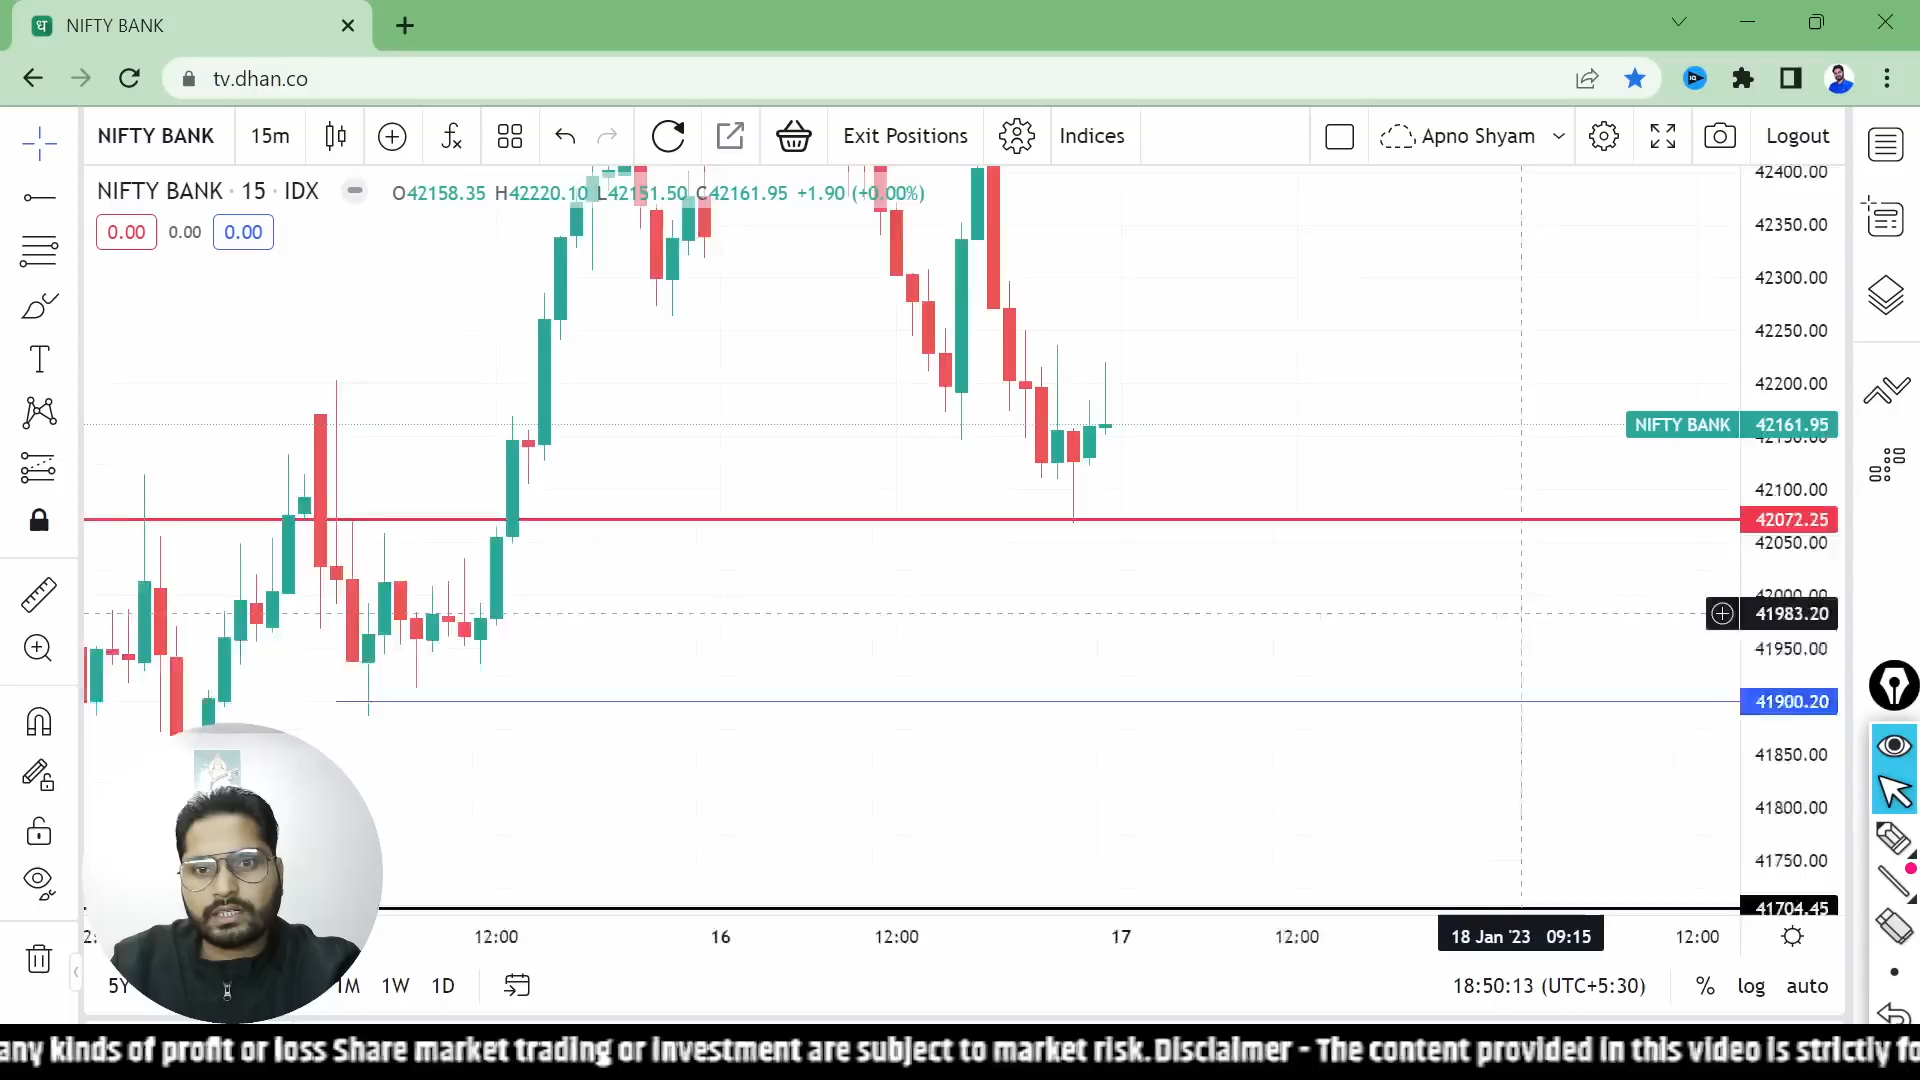 ध NIFTY BANK
tv.dhan.co
NIFTY BANK 15m Exit Positions Indices Apno Shyam Logout
NIFTY BANK · 15 · IDX O42158.35 H42220.10 L42151.50 C42161.95 +1.90 (+0.00%)
0.00 0.00 0.00
42400.00
42350.00
42300.00
42250.00
42200.00
NIFTY BANK 42161.95
42150.00
42100.00
42072.25
42050.00
42000.00
41983.20
41950.00
41900.20
41850.00
41800.00
41750.00
41704.45
12:00 16 12:00 17 12:00 18 Jan '23 09:15 12:00
5Y 1M 1W 1D 18:50:13 (UTC+5:30) % log auto
any kinds of profit or loss Share market trading or investment are subject to market risk. Disclaimer - The content provided in this video is strictly fo